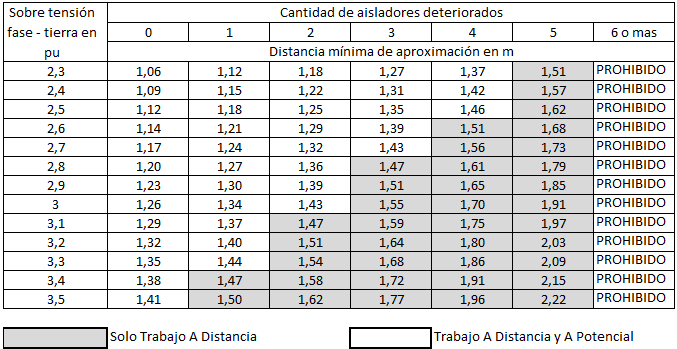 Sobre tensión fase - tierra en pu Cantidad de aisladores deteriorados
0 1 2 3 4 5 6 o mas
Distancia mínima de aproximación en m
2,3 1,06 1,12 1,18 1,27 1,37 1,51 PROHIBIDO
2,4 1,09 1,15 1,22 1,31 1,42 1,57 PROHIBIDO
2,5 1,12 1,18 1,25 1,35 1,46 1,62 PROHIBIDO
2,6 1,14 1,21 1,29 1,39 1,51 1,68 PROHIBIDO
2,7 1,17 1,24 1,32 1,43 1,56 1,73 PROHIBIDO
2,8 1,20 1,27 1,36 1,47 1,61 1,79 PROHIBIDO
2,9 1,23 1,30 1,39 1,51 1,65 1,85 PROHIBIDO
3 1,26 1,34 1,43 1,55 1,70 1,91 PROHIBIDO
3,1 1,29 1,37 1,47 1,59 1,75 1,97 PROHIBIDO
3,2 1,32 1,40 1,51 1,64 1,80 2,03 PROHIBIDO
3,3 1,35 1,44 1,54 1,68 1,86 2,09 PROHIBIDO
3,4 1,38 1,47 1,58 1,72 1,91 2,15 PROHIBIDO
3,5 1,41 1,50 1,62 1,77 1,96 2,22 PROHIBIDO
Solo Trabajo A Distancia Trabajo A Distancia y A Potencial